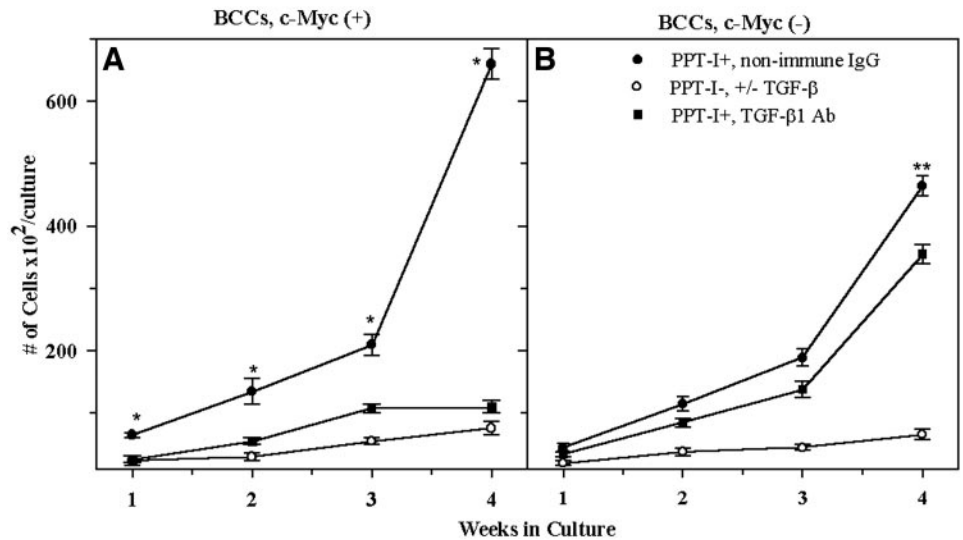 BCCs, c-Myc (+)
BCCs, c-Myc (-)
A
B
PPT-I+, non-immune IgG
PPT-I-, +/- TGF-β
PPT-I+, TGF-β1 Ab
# of Cells x10²/culture
600
400
200
*
*
*
*
**
1 2 3 4
1 2 3 4
Weeks in Culture